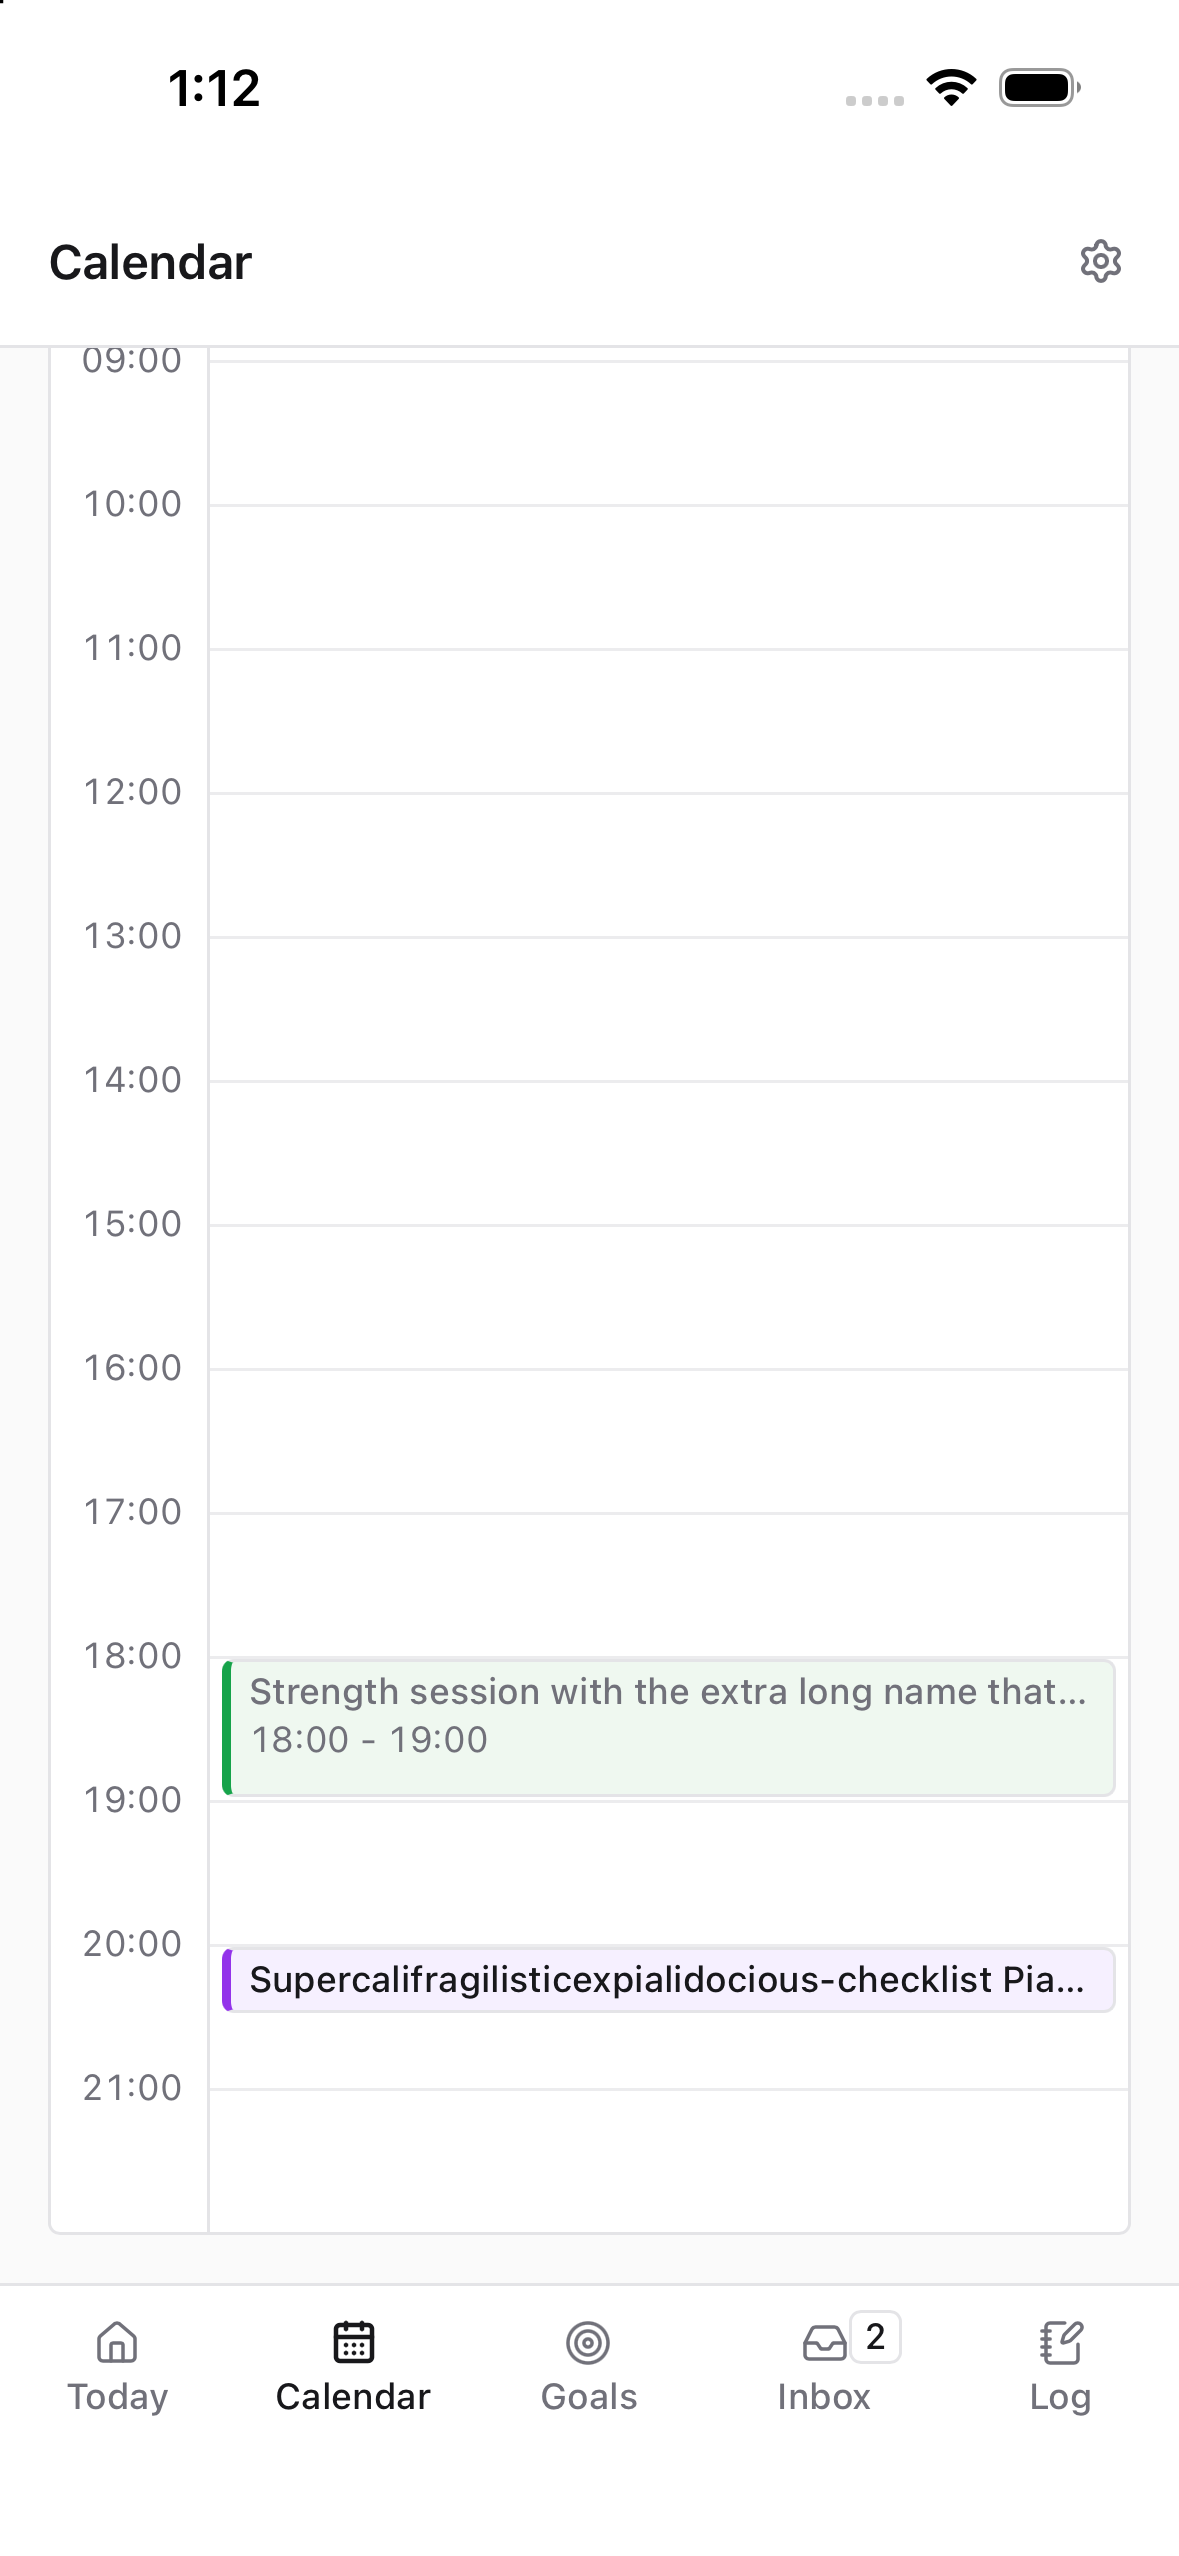 1:12
Calendar
09:00
10:00
11:00
12:00
13:00
14:00
15:00
16:00
17:00
18:00
Strength session with the extra long name that...
18:00 - 19:00
19:00
20:00
Supercalifragilisticexpialidocious-checklist Pia...
21:00
2
Today
Calendar
Goals
Inbox
Log